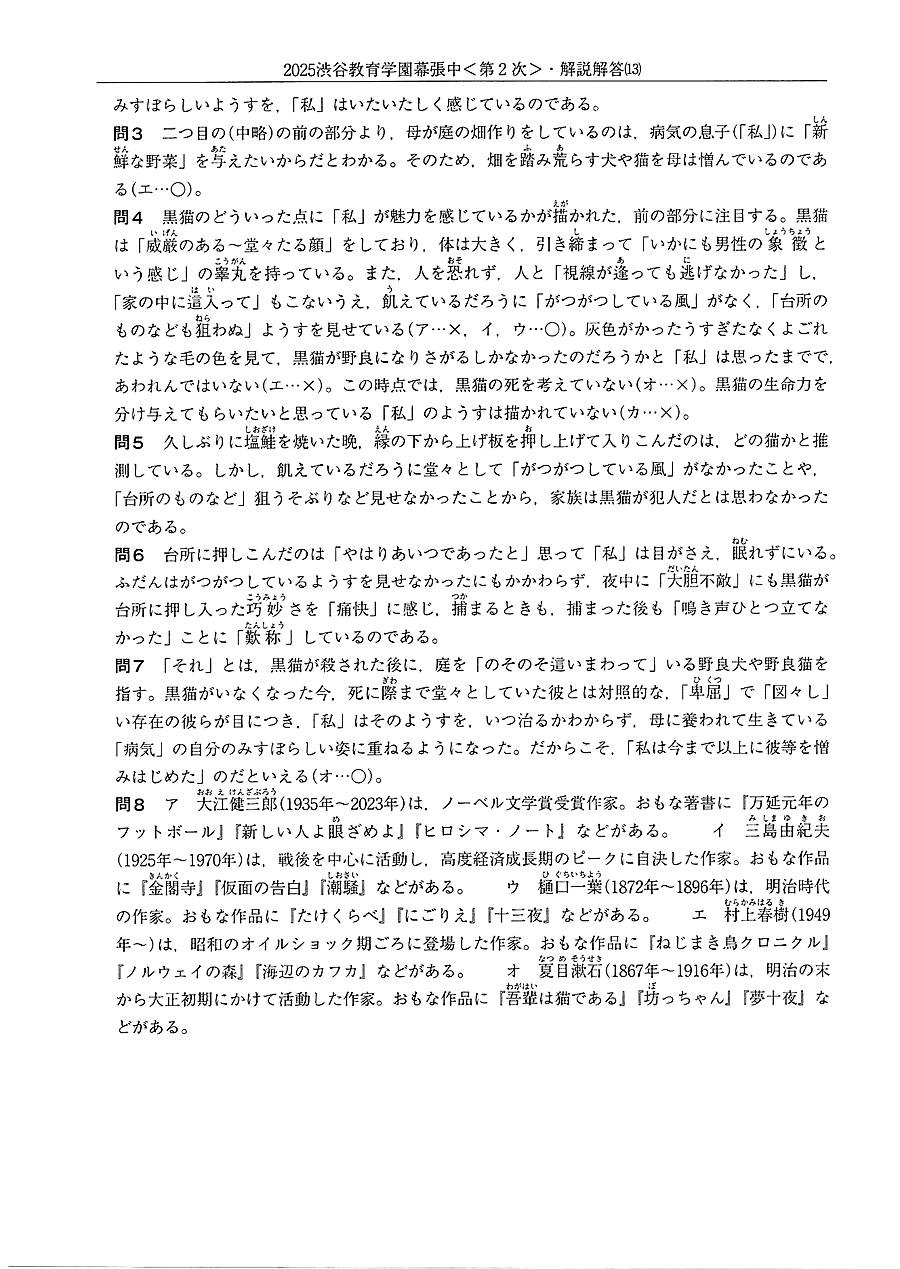 2025渋谷教育学園幕張中<第2次>・解説解答⒀
みすぼらしいようすを，「私」はいたいたしく感じているのである。
問3　二つ目の(中略)の前の部分より，母が庭の畑作りをしているのは，病気の息子(「私」)に「新
鮮な野菜」を与えたいからだとわかる。そのため，畑を踏み荒らす犬や猫を母は憎んでいるのであ
る(エ…○)。
問4　黒猫のどういった点に「私」が魅力を感じているかが描かれた，前の部分に注目する。黒猫
は「威厳のある～堂々たる顔」をしており，体は大きく，引き締まって「いかにも男性の象徴と
いう感じ」の睾丸を持っている。また，人を恐れず，人と「視線が逢っても逃げなかった」し，
「家の中に這入って」もこないうえ，飢えているだろうに「がつがつしている風」がなく，「台所の
ものなども狙わぬ」ようすを見せている(ア…×，イ，ウ…○)。灰色がかったうすぎたなくよごれ
たような毛の色を見て，黒猫が野良になりさがるしかなかったのだろうかと「私」は思ったまでで，
あわれんではいない(エ…×)。この時点では，黒猫の死を考えていない(オ…×)。黒猫の生命力を
分け与えてもらいたいと思っている「私」のようすは描かれていない(カ…×)。
問5　久しぶりに塩鮭を焼いた晩，縁の下から上げ板を押し上げて入りこんだのは，どの猫かと推
測している。しかし，飢えているだろうに堂々として「がつがつしている風」がなかったことや，
「台所のものなど」狙うそぶりなど見せなかったことから，家族は黒猫が犯人だとは思わなかった
のである。
問6　台所に押しこんだのは「やはりあいつであったと」思って「私」は目がさえ，眠れずにいる。
ふだんはがつがつしているようすを見せなかったにもかかわらず，夜中に「大胆不敵」にも黒猫が
台所に押し入った巧妙さを「痛快」に感じ，捕まるときも，捕まった後も「鳴き声ひとつ立てな
かった」ことに「歎称」しているのである。
問7　「それ」とは，黒猫が殺された後に，庭を「のそのそ這いまわって」いる野良犬や野良猫を
指す。黒猫がいなくなった今，死に際まで堂々としていた彼とは対照的な，「卑屈」で「図々し」
い存在の彼らが目につき，「私」はそのようすを，いつ治るかわからず，母に養われて生きている
「病気」の自分のみすぼらしい姿に重ねるようになった。だからこそ，「私は今まで以上に彼等を憎
みはじめた」のだといえる(オ…○)。
問8　ア　大江健三郎(1935年～2023年)は，ノーベル文学賞受賞作家。おもな著書に『万延元年の
フットボール』『新しい人よ眼ざめよ』『ヒロシマ・ノート』などがある。　イ　三島由紀夫
(1925年～1970年)は，戦後を中心に活動し，高度経済成長期のピークに自決した作家。おもな作品
に『金閣寺』『仮面の告白』『潮騒』などがある。　ウ　樋口一葉(1872年～1896年)は，明治時代
の作家。おもな作品に『たけくらべ』『にごりえ』『十三夜』などがある。　エ　村上春樹(1949
年～)は，昭和のオイルショック期ごろに登場した作家。おもな作品に『ねじまき鳥クロニクル』
『ノルウェイの森』『海辺のカフカ』などがある。　オ　夏目漱石(1867年～1916年)は，明治の末
から大正初期にかけて活動した作家。おもな作品に『吾輩は猫である』『坊っちゃん』『夢十夜』な
どがある。